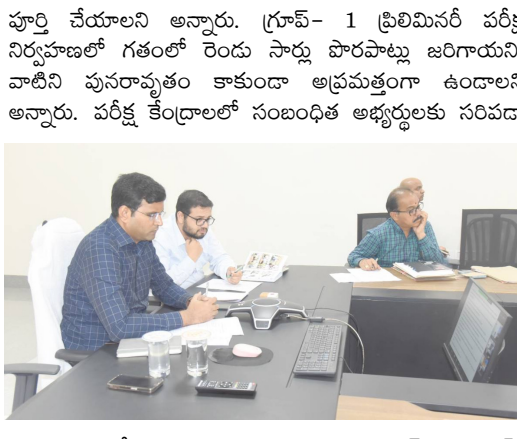 పూర్తి చేయాలని అన్నారు. గ్రూప్- 1 ప్రిలిమినరీ పరీక్ష
నిర్వహణలో గతంలో రెండు సార్లు పొరపాట్లు జరిగాయని
వాటిని పునరావృతం కాకుండా అప్రమత్తంగా ఉండాలని
అన్నారు. పరీక్ష కేంద్రాలలో సంబంధిత అభ్యర్థులకు సరిపడా